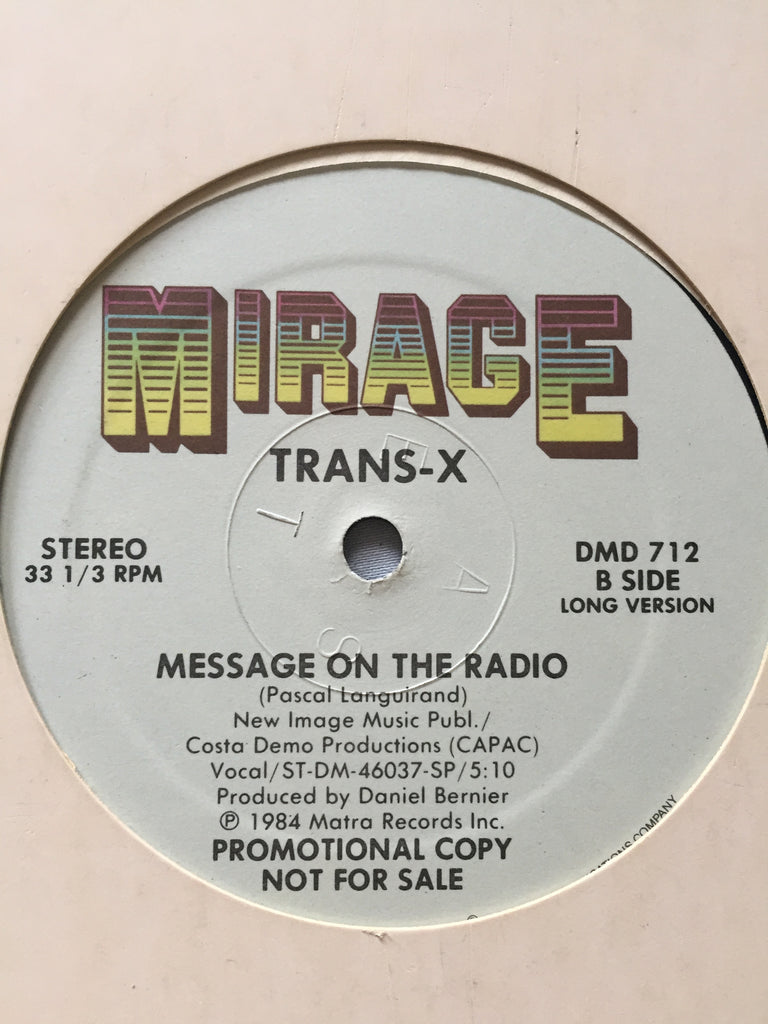 MIRAGE
TRANS-X
STEREO
33 1/3 RPM
DMD 712
B SIDE
LONG VERSION
MESSAGE ON THE RADIO
(Pascal Languirand)
New Image Music Publ./
Costa Demo Productions (CAPAC)
Vocal/ST-DM-46037-SP/5:10
Produced by Daniel Bernier
℗ 1984 Matra Records Inc.
PROMOTIONAL COPY
NOT FOR SALE
COMPANY